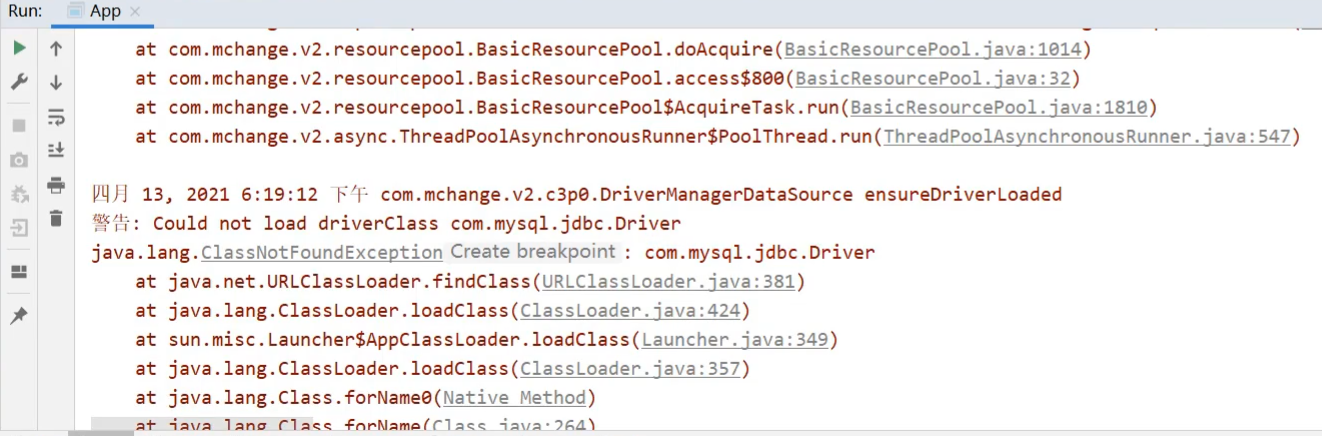 Run: App
at com.mchange.v2.resourcepool.BasicResourcePool.doAcquire(BasicResourcePool.java:1014)
at com.mchange.v2.resourcepool.BasicResourcePool.access$800(BasicResourcePool.java:32)
at com.mchange.v2.resourcepool.BasicResourcePool$AcquireTask.run(BasicResourcePool.java:1810)
at com.mchange.v2.async.ThreadPoolAsynchronousRunner$PoolThread.run(ThreadPoolAsynchronousRunner.java:547)
四月 13, 2021 6:19:12 下午 com.mchange.v2.c3p0.DriverManagerDataSource ensureDriverLoaded
警告: Could not load driverClass com.mysql.jdbc.Driver
java.lang.ClassNotFoundException Create breakpoint : com.mysql.jdbc.Driver
at java.net.URLClassLoader.findClass(URLClassLoader.java:381)
at java.lang.ClassLoader.loadClass(ClassLoader.java:424)
at sun.misc.Launcher$AppClassLoader.loadClass(Launcher.java:349)
at java.lang.ClassLoader.loadClass(ClassLoader.java:357)
at java.lang.Class.forName0(Native Method)
at java.lang.Class.forName(Class.java:264)